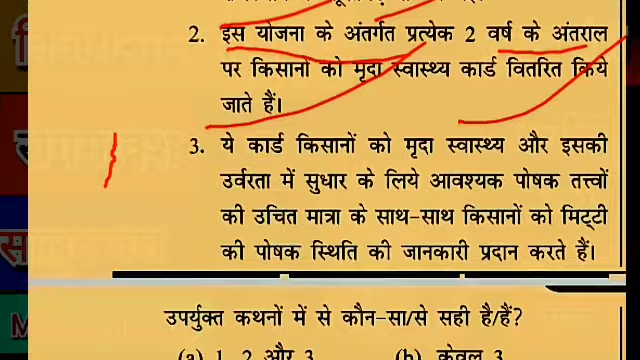 2. इस योजना के अंतर्गत प्रत्येक 2 वर्ष के अंतराल
पर किसानों को मृदा स्वास्थ्य कार्ड वितरित किये
जाते हैं।
3. ये कार्ड किसानों को मृदा स्वास्थ्य और इसकी
उर्वरता में सुधार के लिये आवश्यक पोषक तत्त्वों
की उचित मात्रा के साथ-साथ किसानों को मिट्टी
की पोषक स्थिति की जानकारी प्रदान करते हैं।
उपर्युक्त कथनों में से कौन-सा/से सही है/हैं?
(a) 1, 2 और 3 (b) केवल 3